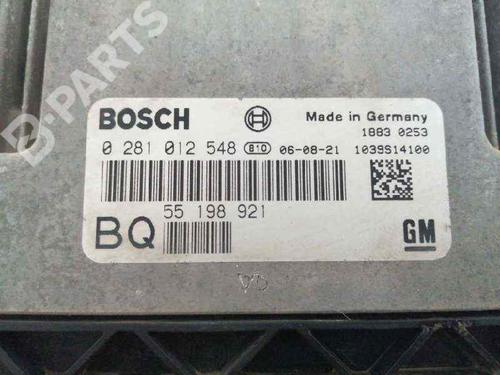 B-PARTS
BOSCH
Made in Germany
1883 0253
0 281 012 548 B10 06-08-21 1039S14100
55 198 921
BQ
GM